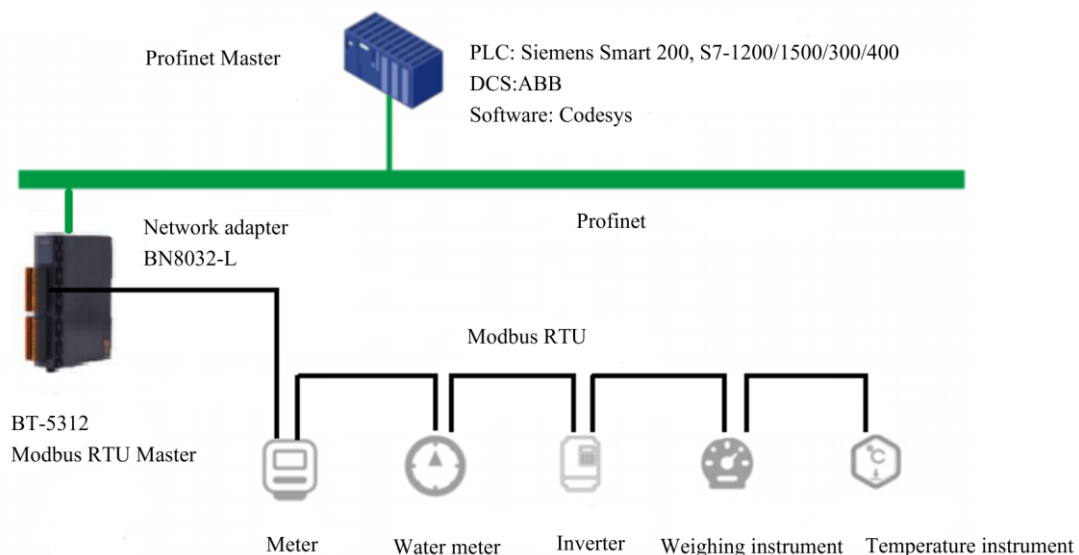 Profinet Master
PLC: Siemens Smart 200, S7-1200/1500/300/400
DCS:ABB
Software: Codesys
Network adapter
BN8032-L
Profinet
Modbus RTU
BT-5312
Modbus RTU Master
°C
Meter
Water meter
Inverter
Weighing instrument
Temperature instrument